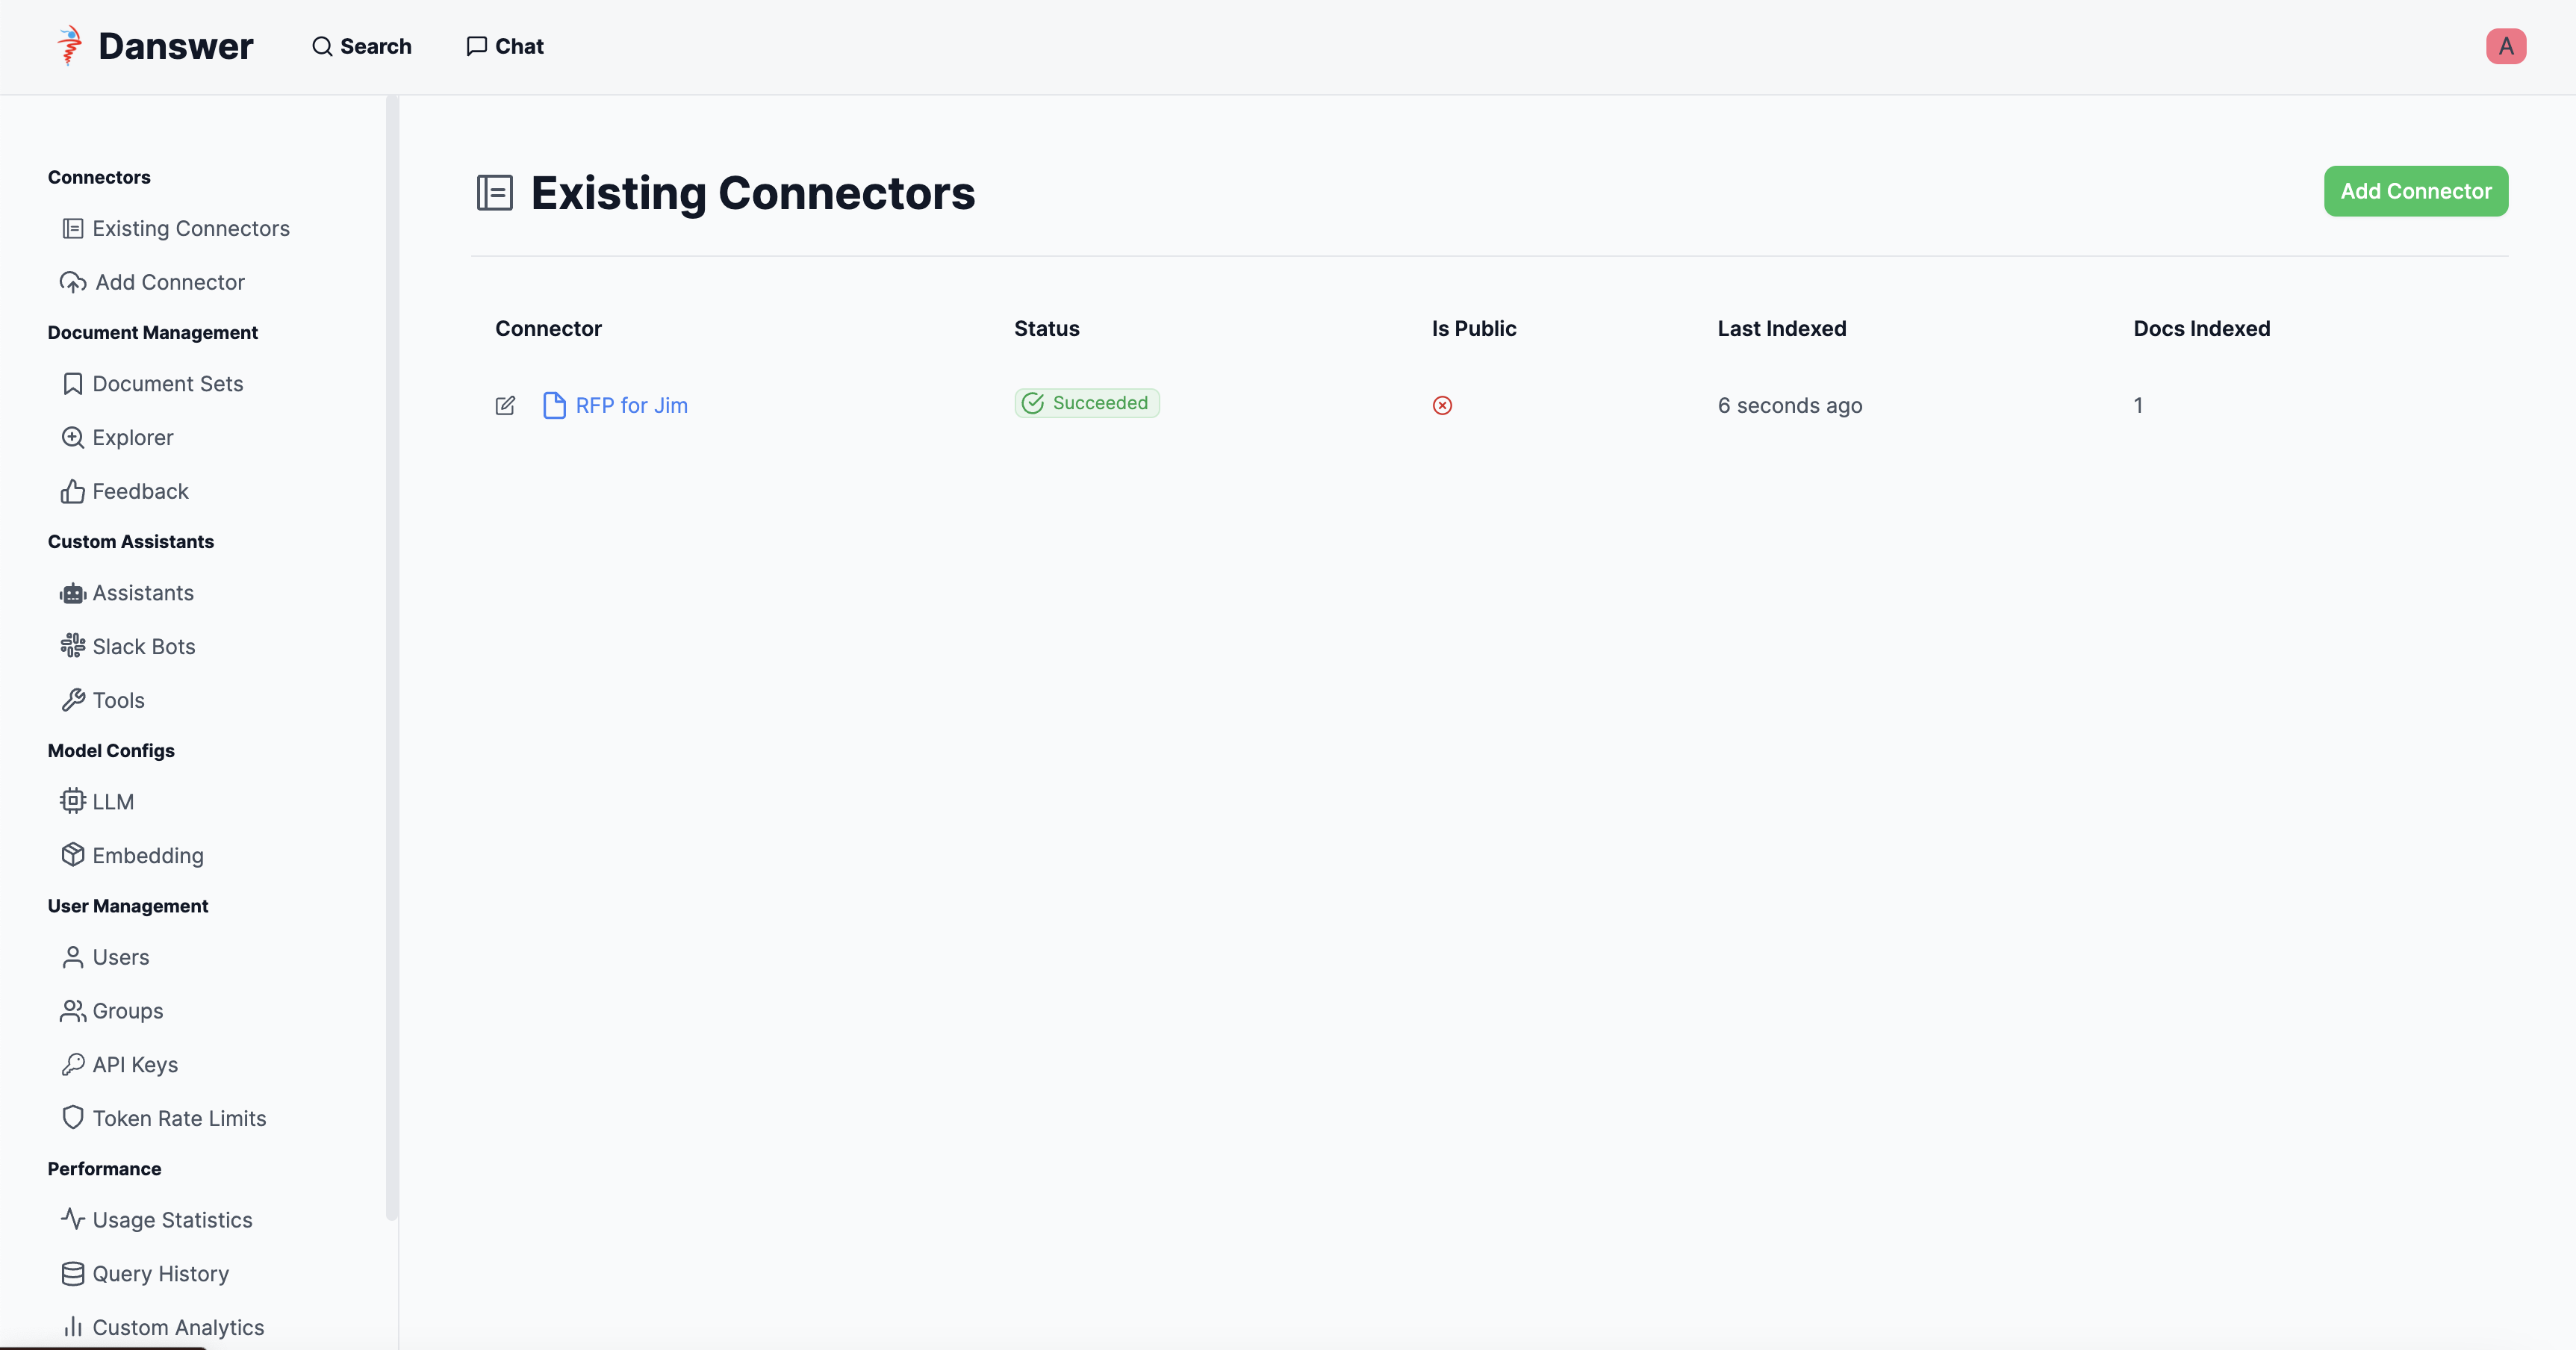 Danswer
Search
Chat
A
Connectors
Existing Connectors
Add Connector
Document Management
Document Sets
Explorer
Feedback
Custom Assistants
Assistants
Slack Bots
Tools
Model Configs
LLM
Embedding
User Management
Users
Groups
API Keys
Token Rate Limits
Performance
Usage Statistics
Query History
Custom Analytics
Existing Connectors
Add Connector
Connector Status Is Public Last Indexed Docs Indexed
RFP for Jim Succeeded 6 seconds ago 1